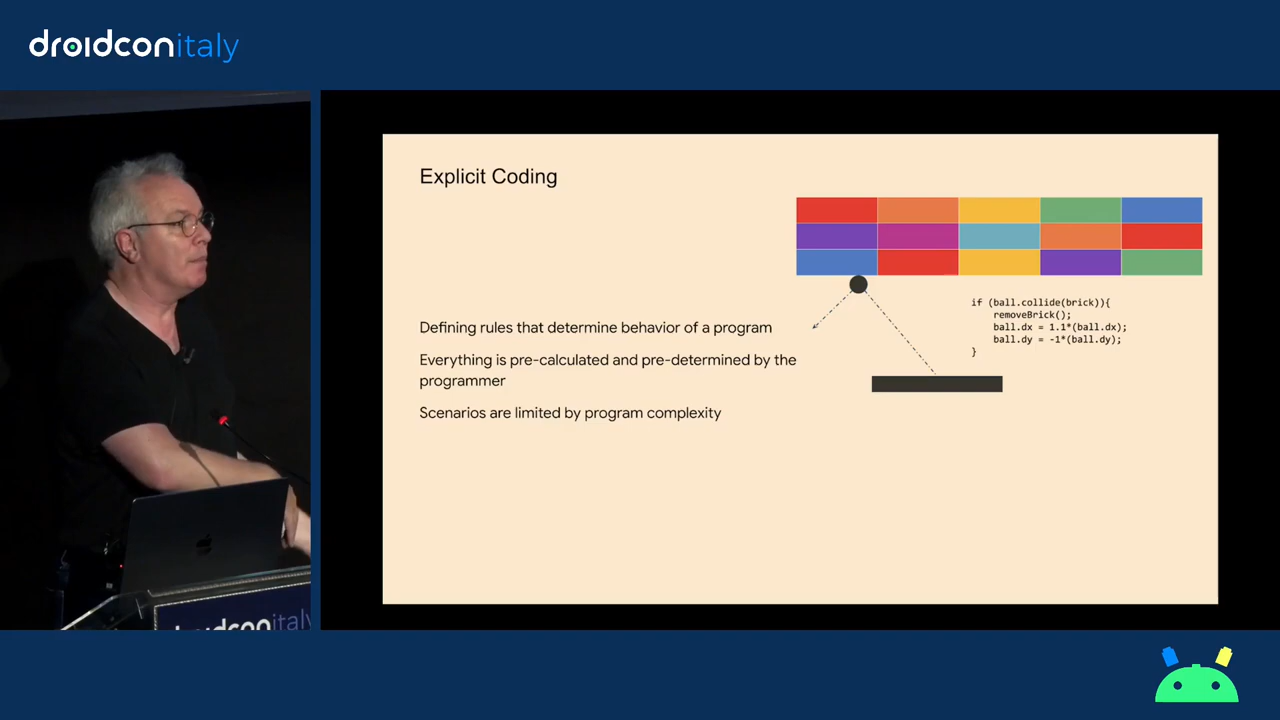 droidconitaly
Explicit Coding
if (ball.collide(brick)){
removeBrick();
ball.dx = 1.1*(ball.dx);
ball.dy = -1*(ball.dy);
}
Defining rules that determine behavior of a program
Everything is pre-calculated and pre-determined by the
programmer
Scenarios are limited by program complexity
droidconitaly